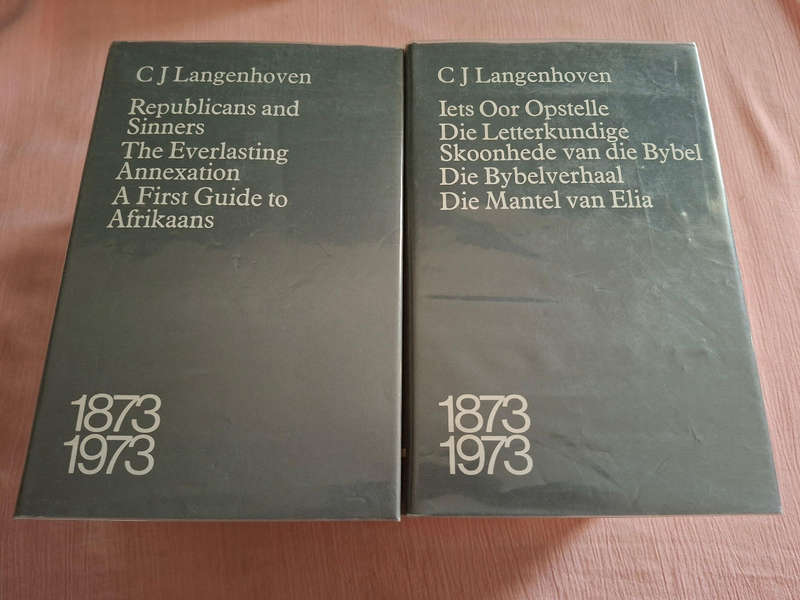 C J Langenhoven
Republicans and
Sinners
The Everlasting
Annexation
A First Guide to
Afrikaans
1873
1973
C J Langenhoven
Iets Oor Opstelle
Die Letterkundige
Skoonhede van die Bybel
Die Bybelverhaal
Die Mantel van Elia
1873
1973